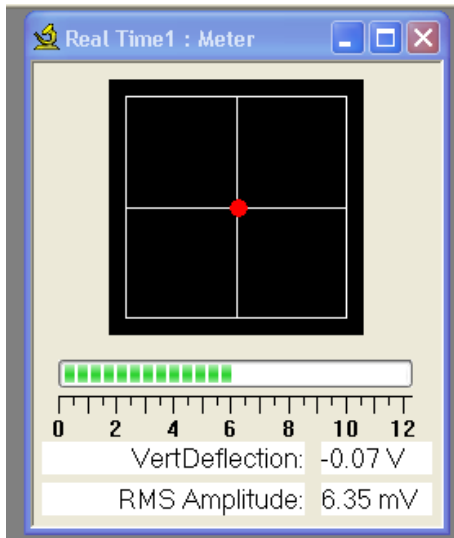 Real Time1 : Meter
0 2 4 6 8 10 12
VertDeflection: -0.07 V
RMS Amplitude: 6.35 mV